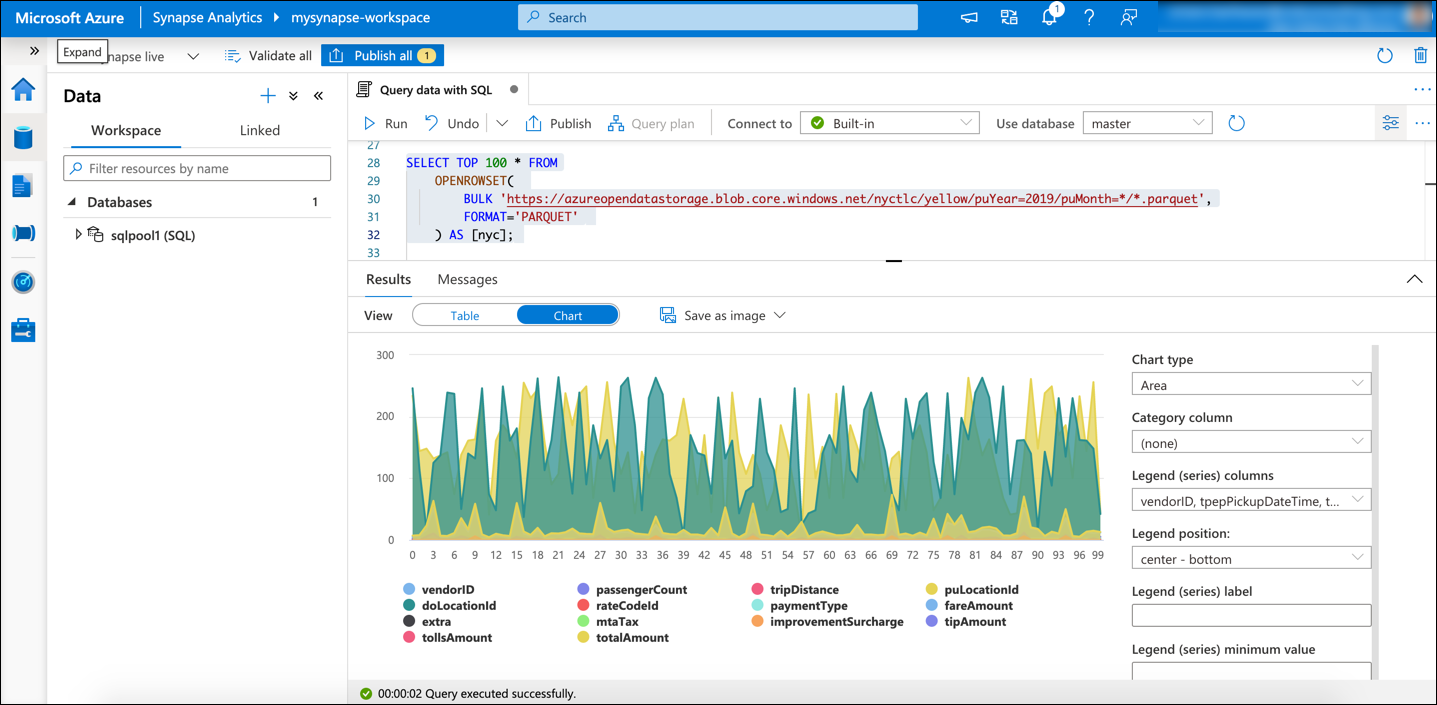 Microsoft Azure Synapse Analytics mysynapse-workspace Search 1
Expand
napse live Validate all Publish all 1
Data
Workspace Linked
Filter resources by name
Databases 1
sqlpool1 (SQL)
Query data with SQL
Run Undo Publish Query plan Connect to Built-in Use database master
27
28 SELECT TOP 100 * FROM
29 OPENROWSET(
30 BULK 'https://azureopendatastorage.blob.core.windows.net/nyctlc/yellow/puYear=2019/puMonth=*/*.parquet',
31 FORMAT='PARQUET'
32 ) AS [nyc];
33
Results Messages
View Table Chart Save as image
300
200
100
0
0 3 6 9 12 15 18 21 24 27 30 33 36 39 42 45 48 51 54 57 60 63 66 69 72 75 78 81 84 87 90 93 96 99
vendorID passengerCount tripDistance puLocationId
doLocationId rateCodeId paymentType fareAmount
extra mtaTax improvementSurcharge tipAmount
tollsAmount totalAmount
Chart type
Area
Category column
(none)
Legend (series) columns
vendorID, tpepPickupDateTime, t...
Legend position:
center - bottom
Legend (series) label
Legend (series) minimum value
00:00:02 Query executed successfully.